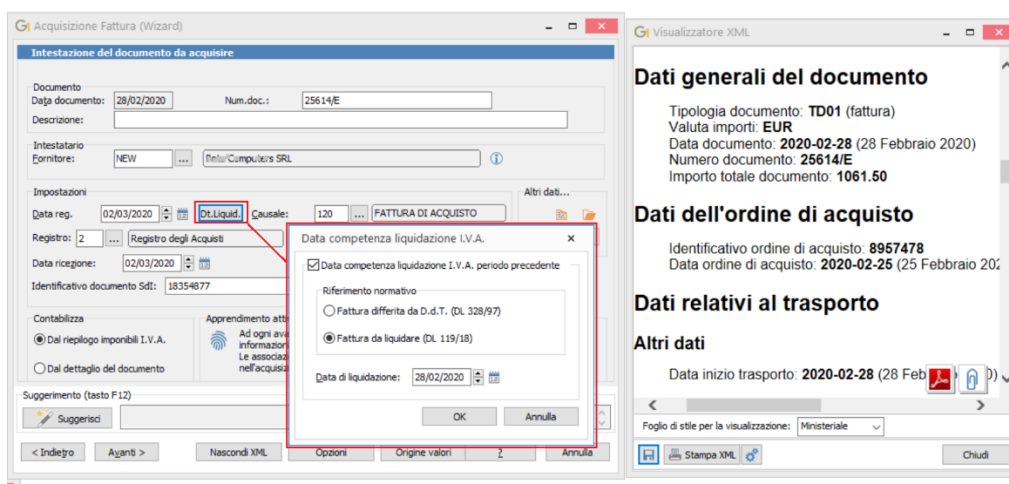 GI Acquisizione Fattura (Wizard)
Intestazione del documento da acquisire
Documento
Data documento: 28/02/2020 Num.doc.: 25614/E
Descrizione:
Intestatario
Fornitore: NEW ... SRL
Impostazioni
Altri dati...
Data reg. 02/03/2020 Dt.Liquid. Causale: 120 ... FATTURA DI ACQUISTO
Registro: 2 ... Registro degli Acquisti
Data ricezione: 02/03/2020
Identificativo documento SdI: 18354877
Contabilizza
Dal riepilogo imponibili I.V.A.
Dal dettaglio del documento
Apprendimento
Ad ogni
Le
Suggerimento (tasto F12)
Suggerisci
< Indietro Avanti > Nascondi XML Opzioni Origine valori ? Annulla
Data competenza liquidazione I.V.A.
Data competenza liquidazione I.V.A. periodo precedente
Riferimento normativo
Fattura differita da D.d.T. (DL 328/97)
Fattura da liquidare (DL 119/18)
Data di liquidazione: 28/02/2020
OK Annulla
GI Visualizzatore XML
Dati generali del documento
Tipologia documento: TD01 (fattura)
Valuta importi: EUR
Data documento: 2020-02-28 (28 Febbraio 2020)
Numero documento: 25614/E
Importo totale documento: 1061.50
Dati dell'ordine di acquisto
Identificativo ordine di acquisto: 8957478
Data ordine di acquisto: 2020-02-25 (25 Febbraio 202
Dati relativi al trasporto
Altri dati
Data inizio trasporto: 2020-02-28 (28 Feb
Foglio di stile per la visualizzazione: Ministeriale
Stampa XML Chiudi